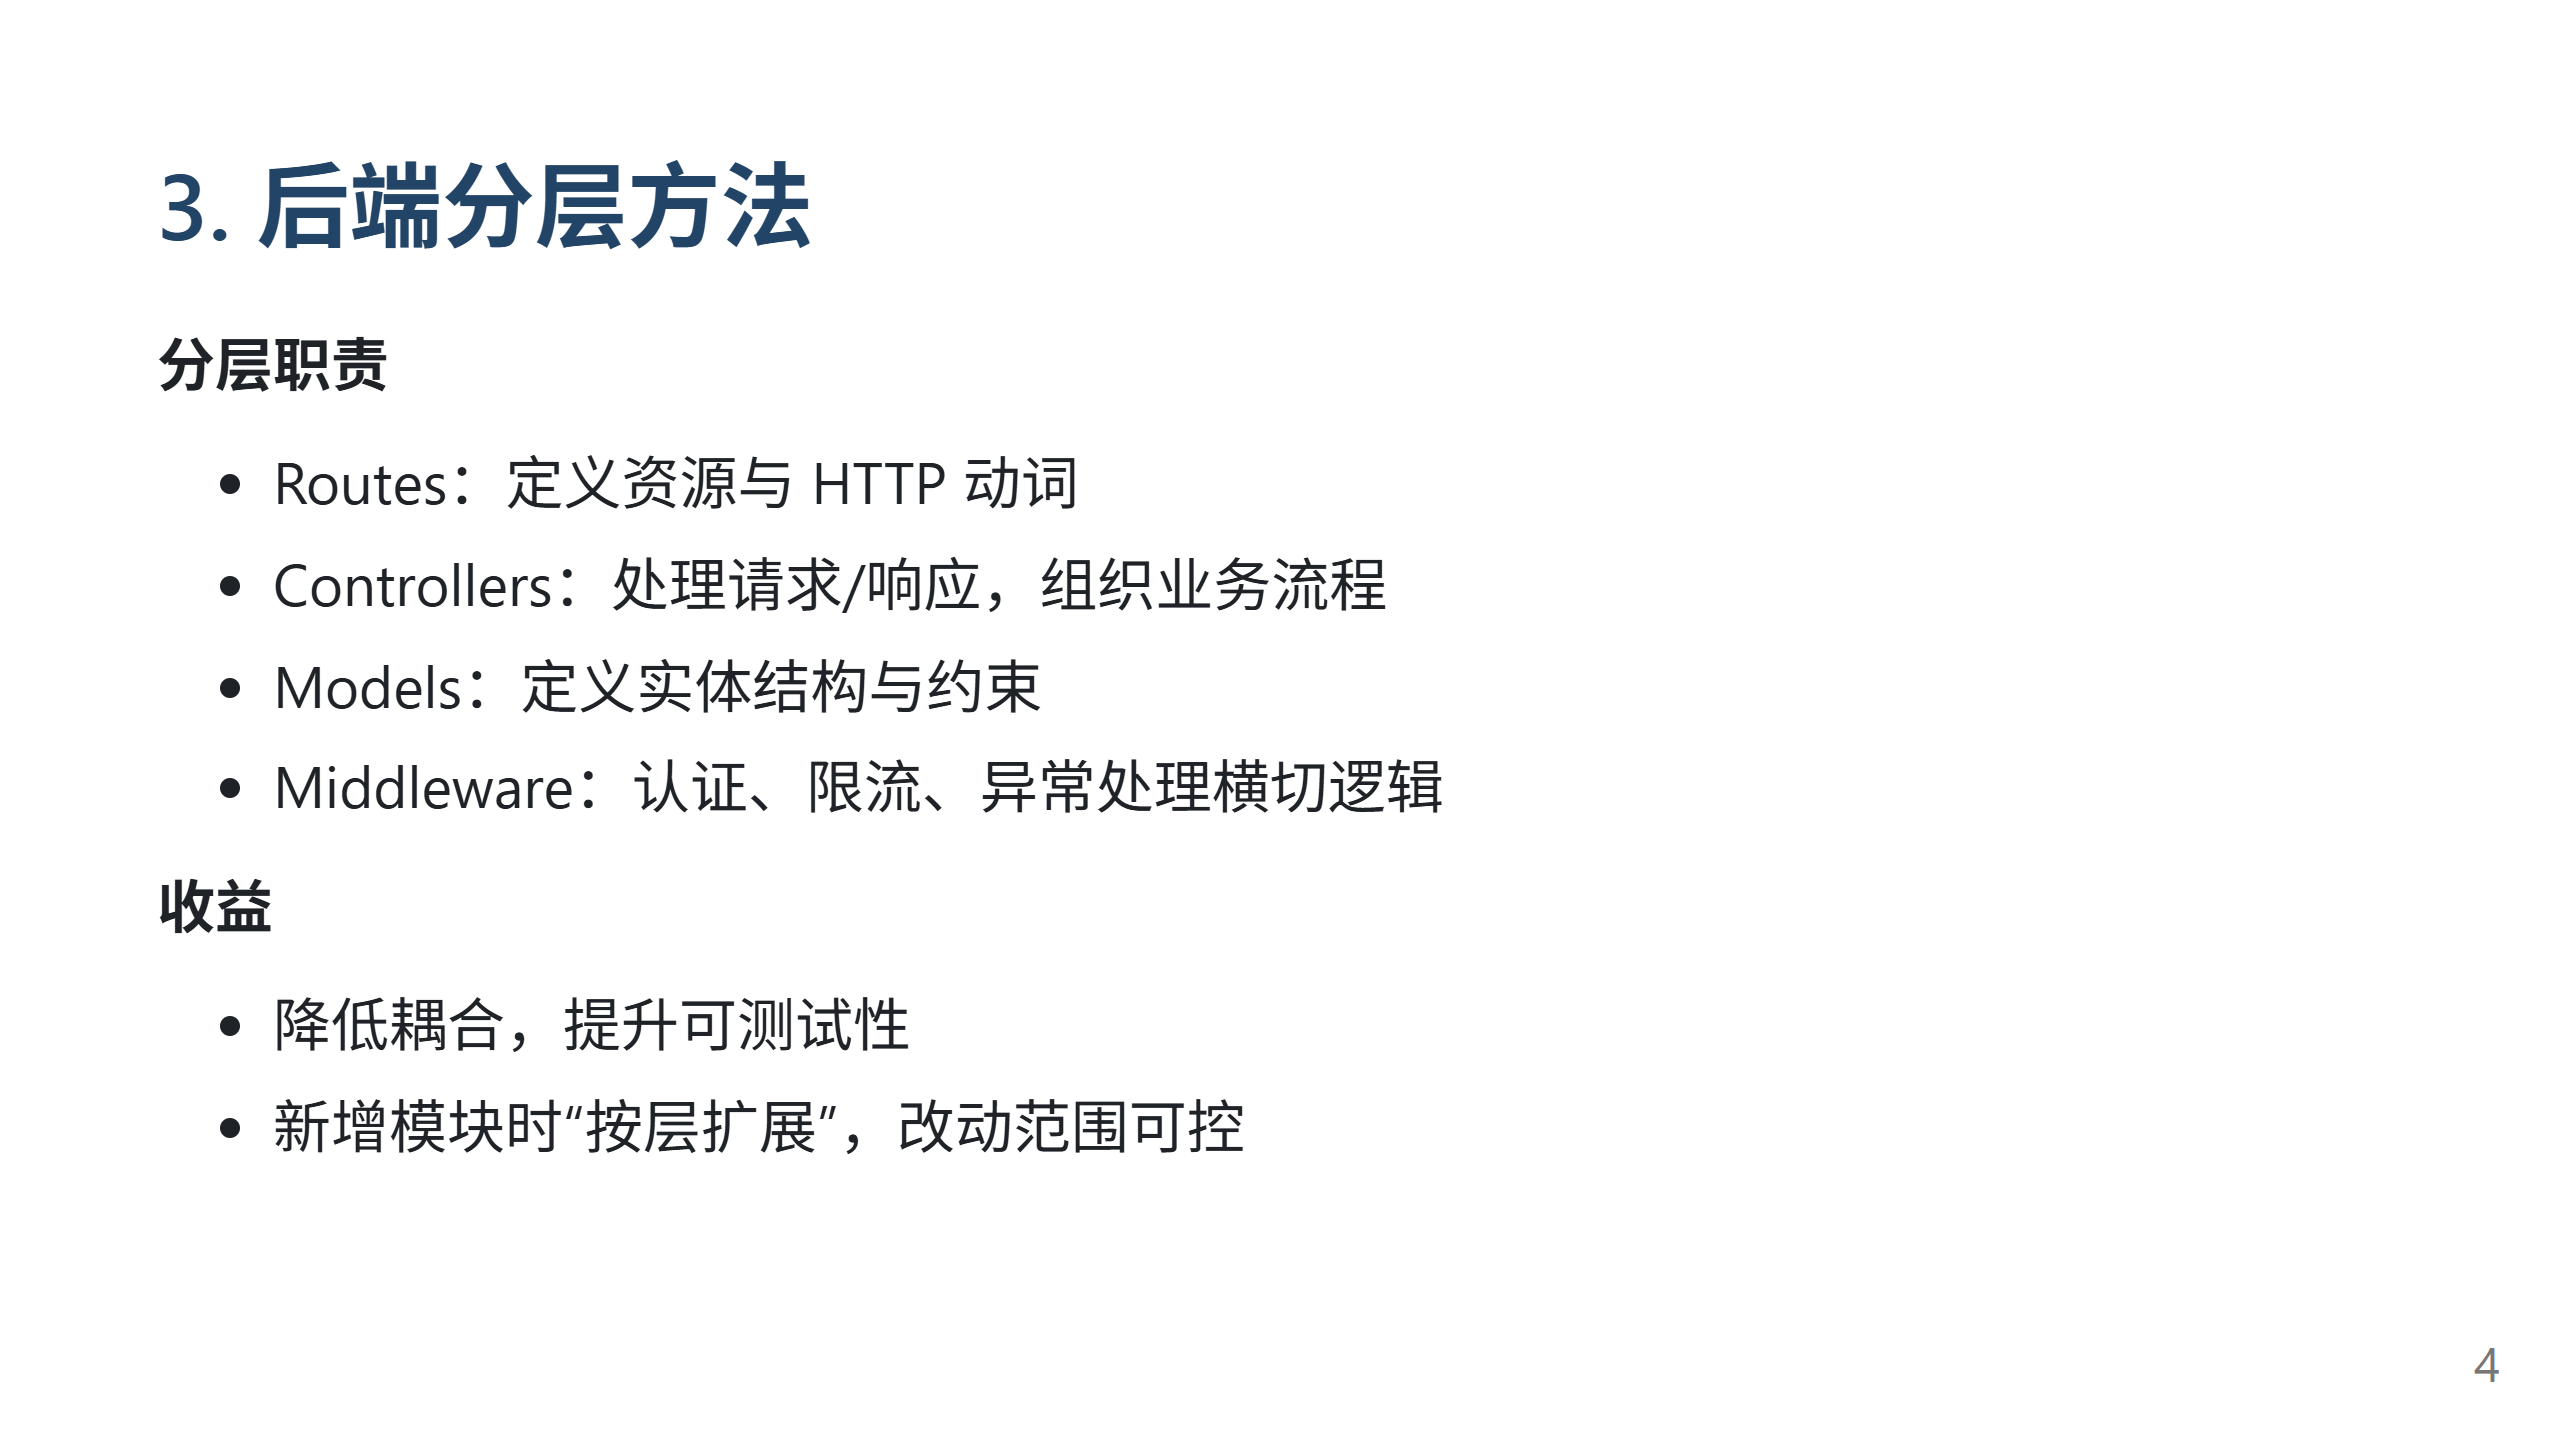 3. 后端分层方法
分层职责
• Routes：定义资源与 HTTP 动词
• Controllers：处理请求/响应，组织业务流程
• Models：定义实体结构与约束
• Middleware：认证、限流、异常处理横切逻辑
收益
• 降低耦合，提升可测试性
• 新增模块时“按层扩展”，改动范围可控
4